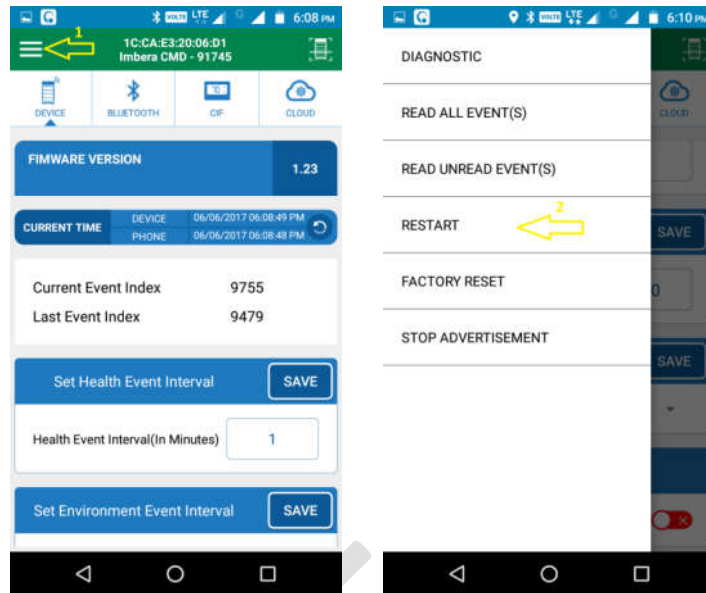 6:08 PM
1
1C:CA:E3:20:06:D1
Imbera CMD - 91745
DEVICE BLUETOOTH CIF CLOUD
FIMWARE VERSION 1.23
CURRENT TIME
DEVICE 06/06/2017 06:08:49 PM
PHONE 06/06/2017 06:08:48 PM
Current Event Index 9755
Last Event Index 9479
Set Health Event Interval SAVE
Health Event Interval(In Minutes) 1
Set Environment Event Interval SAVE
VOLTE LTE G 6:10 PM
DIAGNOSTIC
CLOUD
READ ALL EVENT(S)
READ UNREAD EVENT(S)
2
RESTART SAVE
FACTORY RESET 0
STOP ADVERTISEMENT
SAVE